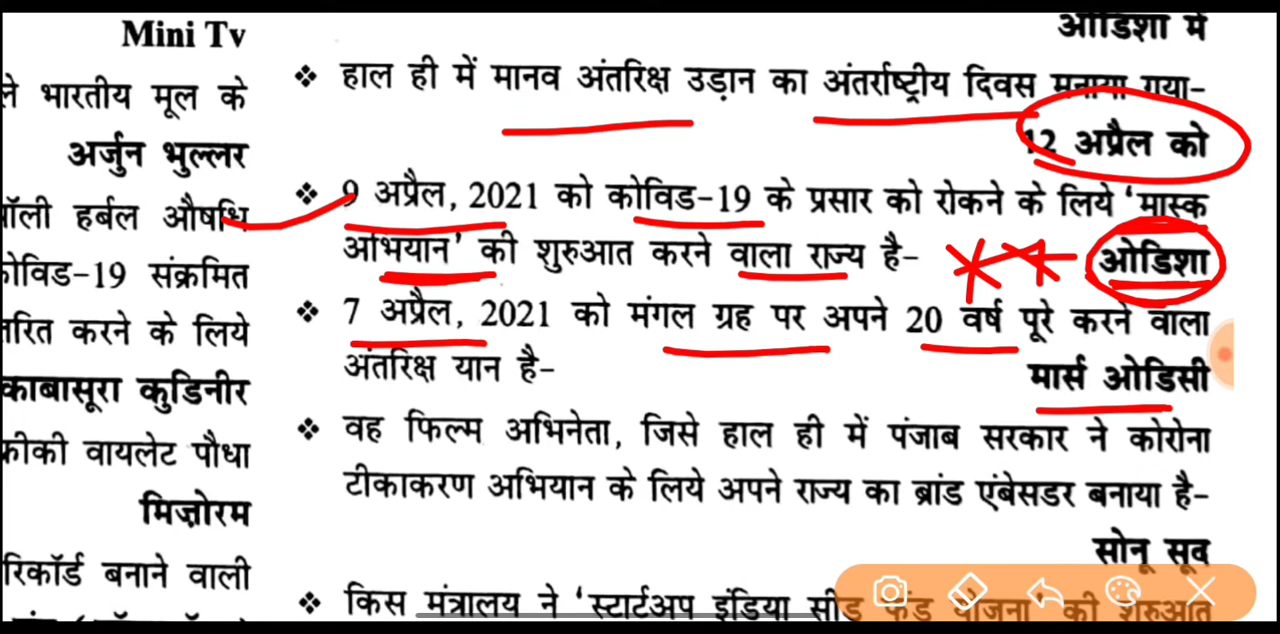 Mini Tv
ले भारतीय मूल के
अर्जुन भुल्लर
ॉली हर्बल औषधि
कोविड-19 संक्रमित
तरित करने के लिये
काबासूरा कुडिनीर
वायलेट पौधा
मिज़ोरम
रिकॉर्ड बनाने वाली
ओडिशा में
❖ हाल ही में मानव अंतरिक्ष उड़ान का अंतर्राष्ट्रीय दिवस मनाया गया-
12 अप्रैल को
❖ 9 अप्रैल, 2021 को कोविड-19 के प्रसार को रोकने के लिये 'मास्क
अभियान' की शुरुआत करने वाला राज्य है-
ओडिशा
❖ 7 अप्रैल, 2021 को मंगल ग्रह पर अपने 20 वर्ष पूरे करने वाला
अंतरिक्ष यान है-
मार्स ओडिसी
❖ वह फिल्म अभिनेता, जिसे हाल ही में पंजाब सरकार ने कोरोना
टीकाकरण अभियान के लिये अपने राज्य का ब्रांड एंबेसडर बनाया है-
सोनू सूद
❖ किस मंत्रालय ने 'स्टार्टअप इंडिया सीड फंड योजना' की शुरुआत